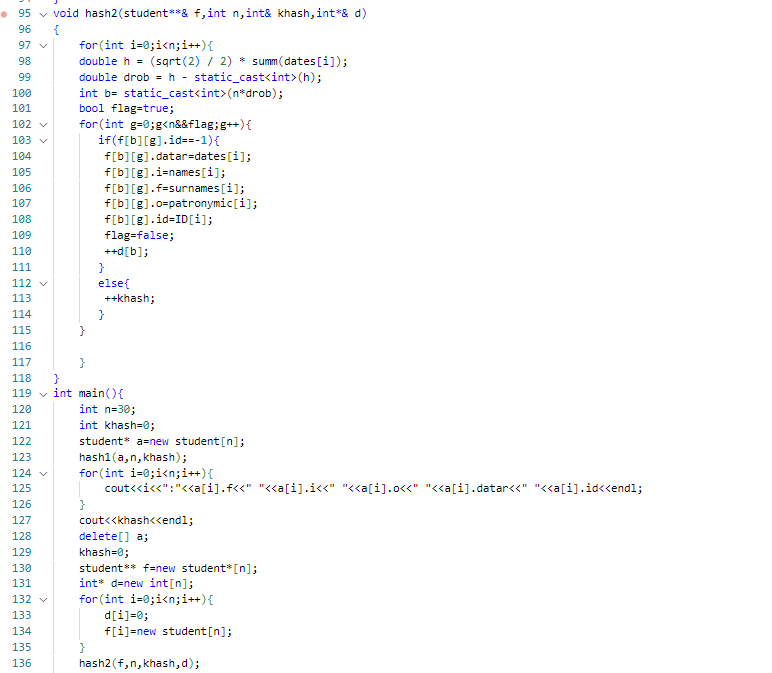 95 void hash2(student**& f,int n,int& khash,int*& d)
96 {
97 for(int i=0;i<n;i++){
98 double h = (sqrt(2) / 2) * summ(dates[i]);
99 double drob = h - static_cast<int>(h);
100 int b= static_cast<int>(n*drob);
101 bool flag=true;
102 for(int g=0;g<n&&flag;g++){
103 if(f[b][g].id==-1){
104 f[b][g].datar=dates[i];
105 f[b][g].i=names[i];
106 f[b][g].f=surnames[i];
107 f[b][g].o=patronymic[i];
108 f[b][g].id=ID[i];
109 flag=false;
110 ++d[b];
111 }
112 else{
113 ++khash;
114 }
115 }
116
117 }
118 }
119 int main(){
120 int n=30;
121 int khash=0;
122 student* a=new student[n];
123 hash1(a,n,khash);
124 for(int i=0;i<n;i++){
125 cout<<i<<":"<<a[i].f<<" "<<a[i].i<<" "<<a[i].o<<" "<<a[i].datar<<" "<<a[i].id<<endl;
126 }
127 cout<<khash<<endl;
128 delete[] a;
129 khash=0;
130 student** f=new student*[n];
131 int* d=new int[n];
132 for(int i=0;i<n;i++){
133 d[i]=0;
134 f[i]=new student[n];
135 }
136 hash2(f,n,khash,d);